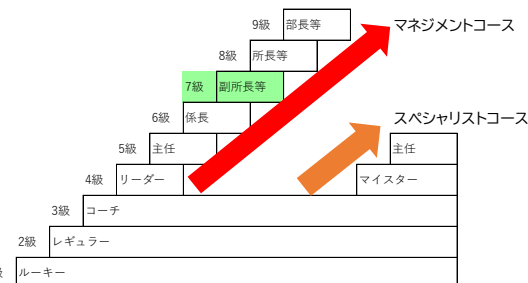 9級 部長等
マネジメントコース
8級 所長等
7級 副所長等
6級 係長
スペシャリストコース
5級 主任 主任
4級 リーダー マイスター
3級 コーチ
2級 レギュラー
級 ルーキー